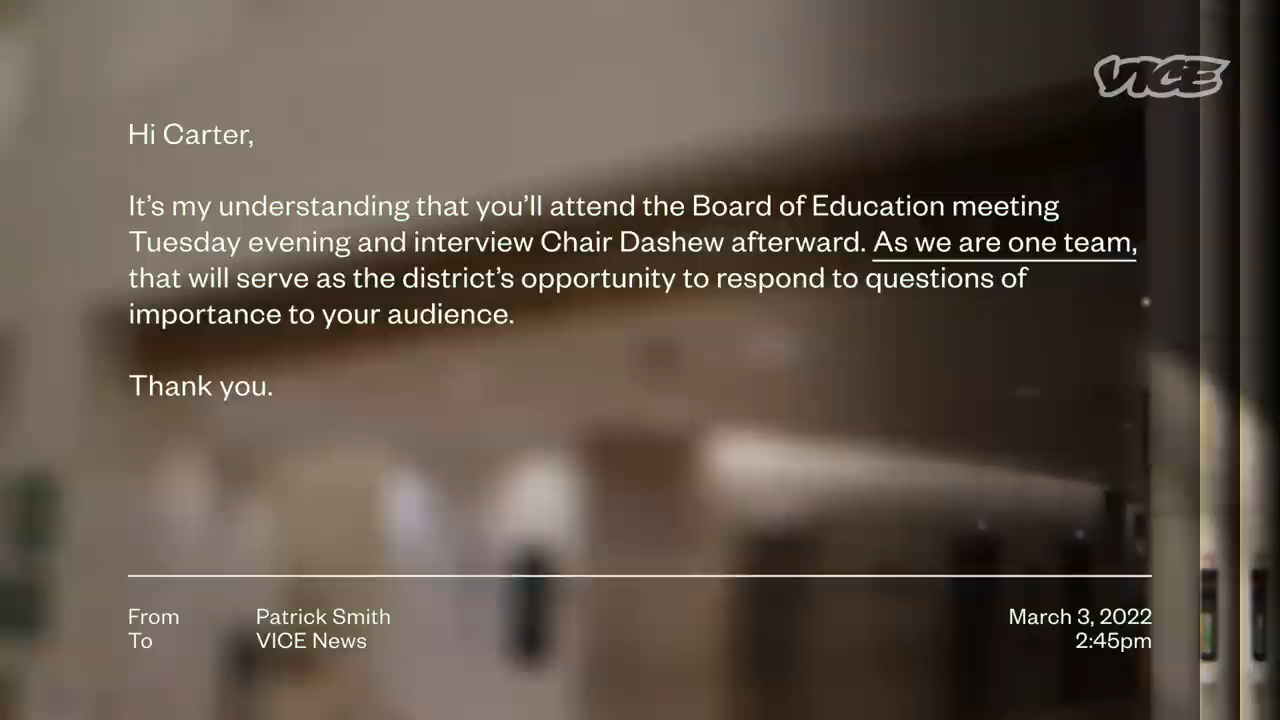 VICE
Hi Carter,
It’s my understanding that you’ll attend the Board of Education meeting
Tuesday evening and interview Chair Dashew afterward. As we are one team,
that will serve as the district’s opportunity to respond to questions of
importance to your audience.
Thank you.
From Patrick Smith March 3, 2022
To VICE News 2:45pm